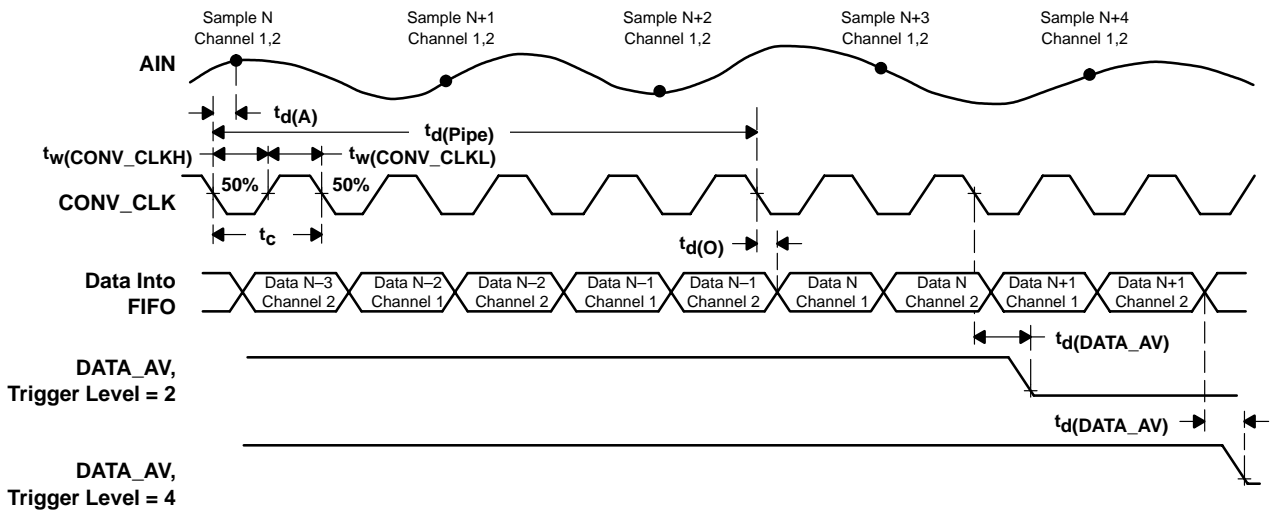 Sample N
Channel 1,2
Sample N+1
Channel 1,2
Sample N+2
Channel 1,2
Sample N+3
Channel 1,2
Sample N+4
Channel 1,2
AIN
td(A)
td(Pipe)
tw(CONV_CLKH)
tw(CONV_CLKL)
50%
50%
CONV_CLK
tc
td(O)
Data Into
FIFO
Data N–3
Channel 2
Data N–2
Channel 1
Data N–2
Channel 2
Data N–1
Channel 1
Data N–1
Channel 2
Data N
Channel 1
Data N
Channel 2
Data N+1
Channel 1
Data N+1
Channel 2
td(DATA_AV)
DATA_AV,
Trigger Level = 2
td(DATA_AV)
DATA_AV,
Trigger Level = 4